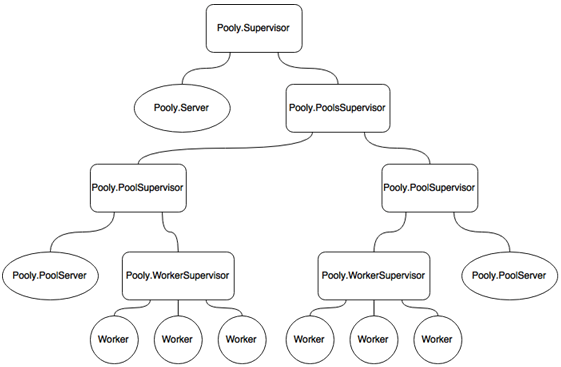 Pooly.Supervisor
Pooly.Server
Pooly.PoolsSupervisor
Pooly.PoolSupervisor
Pooly.PoolSupervisor
Pooly.PoolServer
Pooly.WorkerSupervisor
Pooly.WorkerSupervisor
Pooly.PoolServer
Worker
Worker
Worker
Worker
Worker
Worker